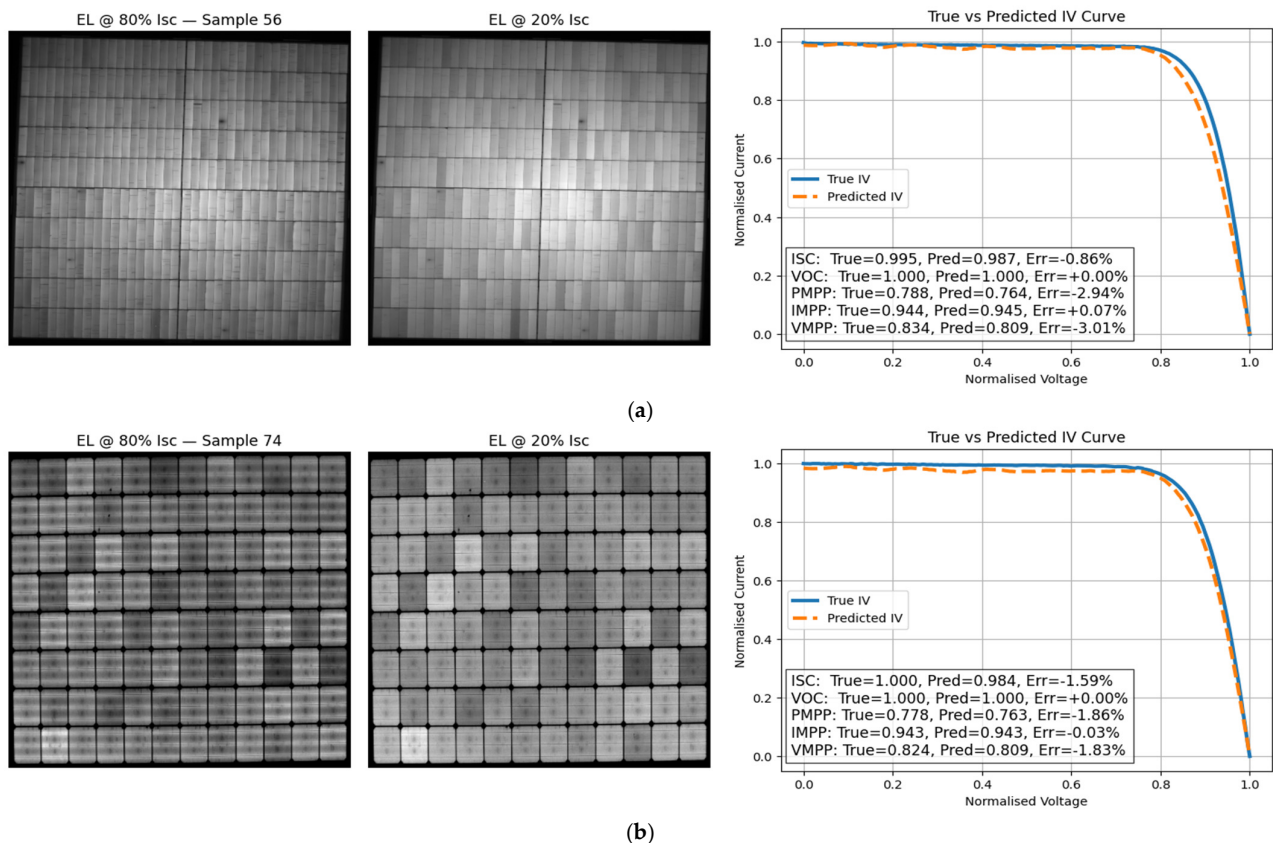 EL @ 80% Isc — Sample 56
EL @ 20% Isc
True vs Predicted IV Curve
1.0
0.8
0.6
0.4
0.2
0.0
Normalised Current
True IV
Predicted IV
ISC: True=0.995, Pred=0.987, Err=-0.86%
VOC: True=1.000, Pred=1.000, Err=+0.00%
PMPP: True=0.788, Pred=0.764, Err=-2.94%
IMPP: True=0.944, Pred=0.945, Err=+0.07%
VMPP: True=0.834, Pred=0.809, Err=-3.01%
0.0 0.2 0.4 0.6 0.8 1.0
Normalised Voltage
(a)
EL @ 80% Isc — Sample 74
EL @ 20% Isc
True vs Predicted IV Curve
1.0
0.8
0.6
0.4
0.2
0.0
Normalised Current
True IV
Predicted IV
ISC: True=1.000, Pred=0.984, Err=-1.59%
VOC: True=1.000, Pred=1.000, Err=+0.00%
PMPP: True=0.778, Pred=0.763, Err=-1.86%
IMPP: True=0.943, Pred=0.943, Err=-0.03%
VMPP: True=0.824, Pred=0.809, Err=-1.83%
0.0 0.2 0.4 0.6 0.8 1.0
Normalised Voltage
(b)